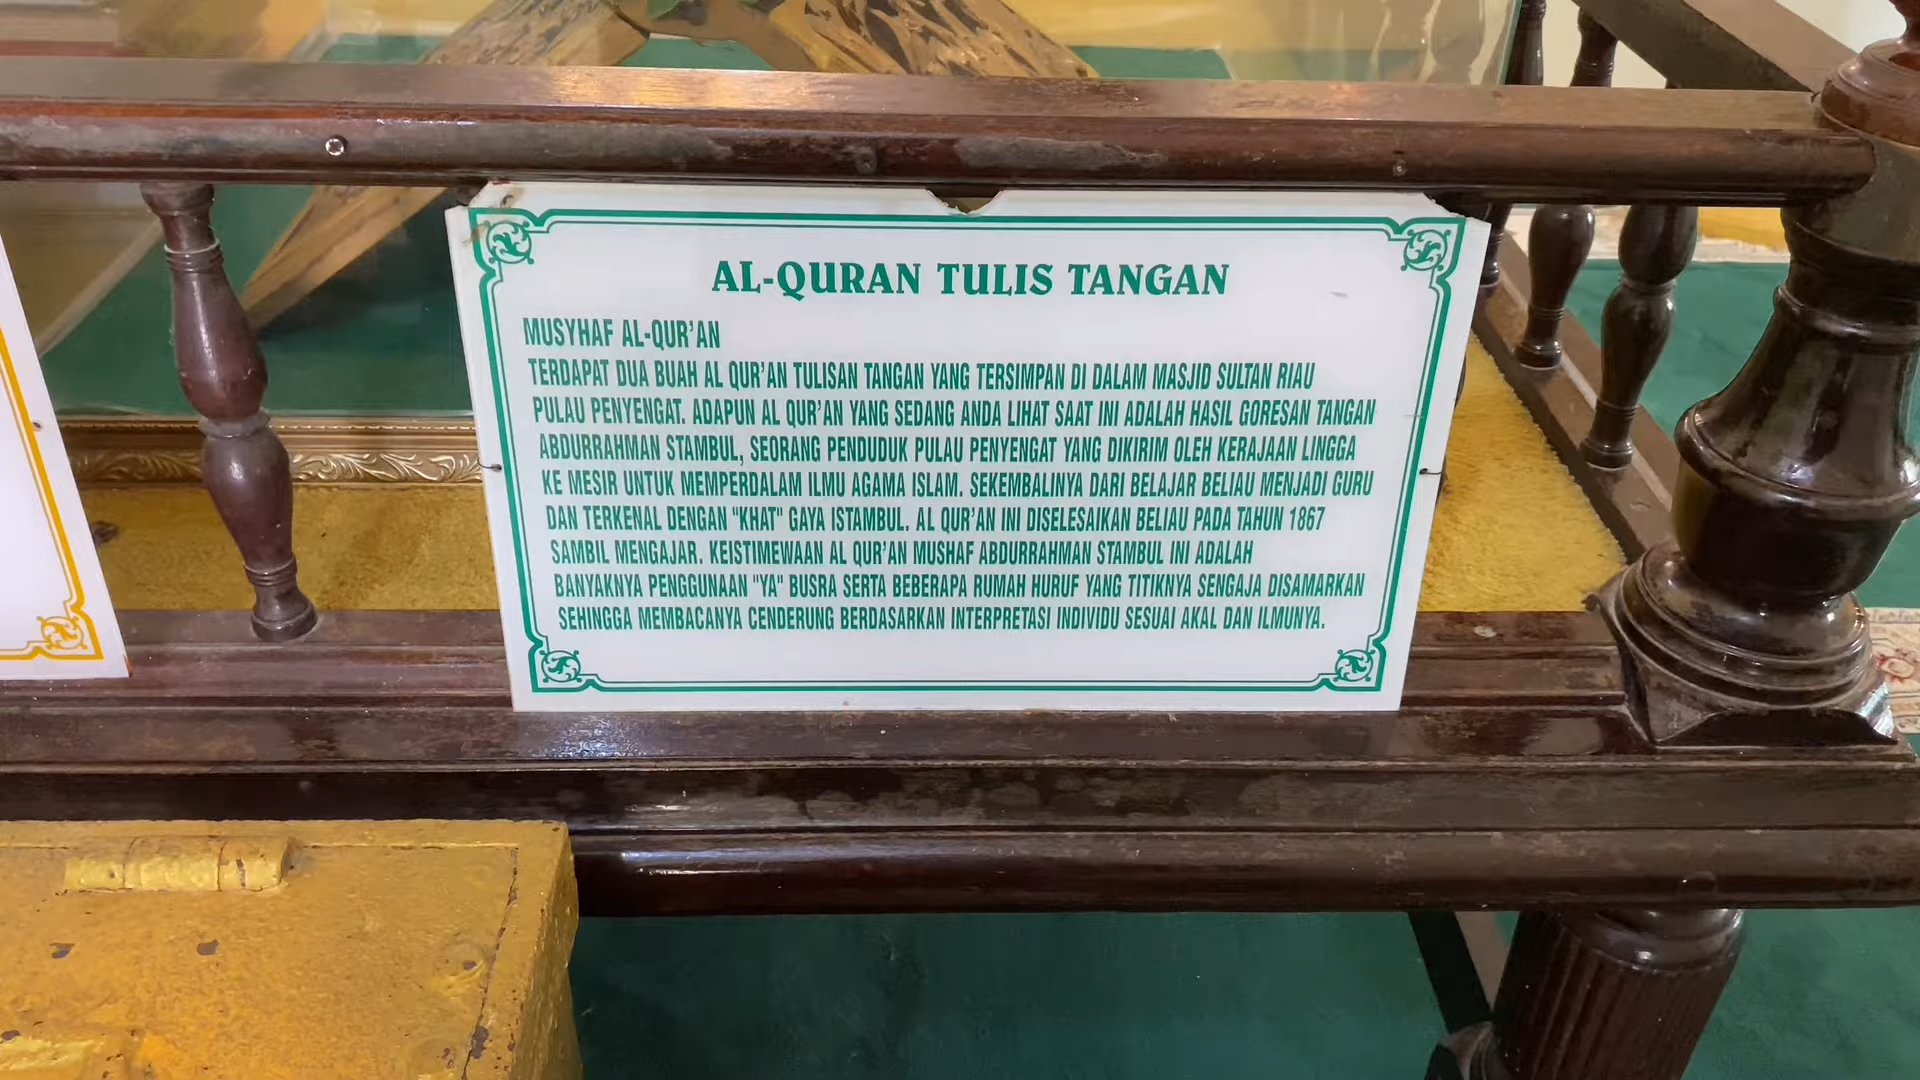 AL-QURAN TULIS TANGAN
MUSYHAF AL-QUR'AN
TERDAPAT DUA BUAH AL QUR'AN TULISAN TANGAN YANG TERSIMPAN DI DALAM MASJID SULTAN RIAU
PULAU PENYENGAT. ADAPUN AL QUR'AN YANG SEDANG ANDA LIHAT SAAT INI ADALAH HASIL GORESAN TANGAN
ABDURRAHMAN STAMBUL, SEORANG PENDUDUK PULAU PENYENGAT YANG DIKIRIM OLEH KERAJAAN LINGGA
KE MESIR UNTUK MEMPERDALAM ILMU AGAMA ISLAM. SEKEMBALINYA DARI BELAJAR BELIAU MENJADI GURU
DAN TERKENAL DENGAN "KHAT" GAYA ISTAMBUL. AL QUR'AN INI DISELESAIKAN BELIAU PADA TAHUN 1867
SAMBIL MENGAJAR. KEISTIMEWAAN AL QUR'AN MUSHAF ABDURRAHMAN STAMBUL INI ADALAH
BANYAKNYA PENGGUNAAN "YA" BUSRA SERTA BEBERAPA RUMAH HURUF YANG TITIKNYA SENGAJA DISAMARKAN
SEHINGGA MEMBACANYA CENDERUNG BERDASARKAN INTERPRETASI INDIVIDU SESUAI AKAL DAN ILMUNYA.